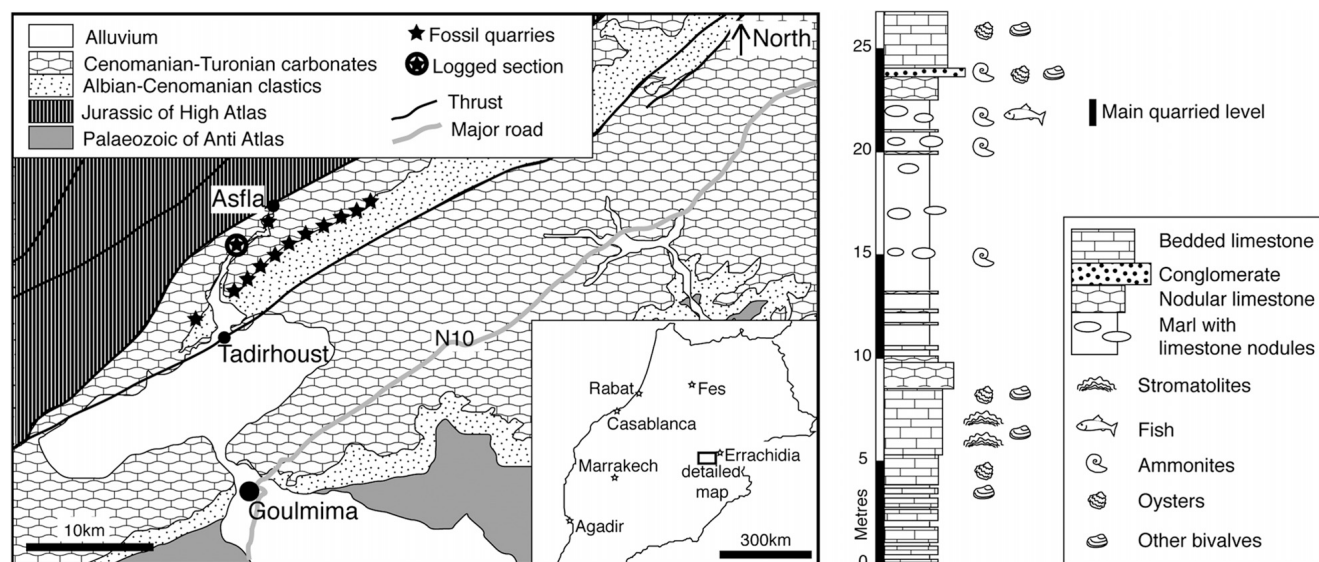 Alluvium
Cenomanian-Turonian carbonates
Albian-Cenomanian clastics
Jurassic of High Atlas
Palaeozoic of Anti Atlas
Fossil quarries
Logged section
Thrust
Major road
North
Asfla
Tadirhoust
N10
Goulmima
10km
Rabat
Fes
Casablanca
Marrakech
Errachidia
detailed
map
Agadir
300km
25
20
15
10
5
0
Metres
Main quarried level
Bedded limestone
Conglomerate
Nodular limestone
Marl with
limestone nodules
Stromatolites
Fish
Ammonites
Oysters
Other bivalves